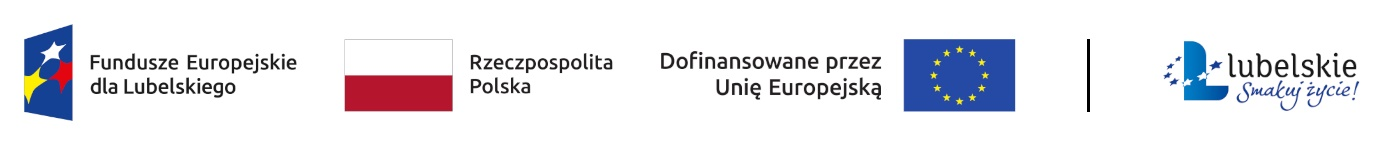 Fundusze Europejskie
dla Lubelskiego
Rzeczpospolita
Polska
Dofinansowane przez
Unię Europejską
lubelskie
Smakuj życie!